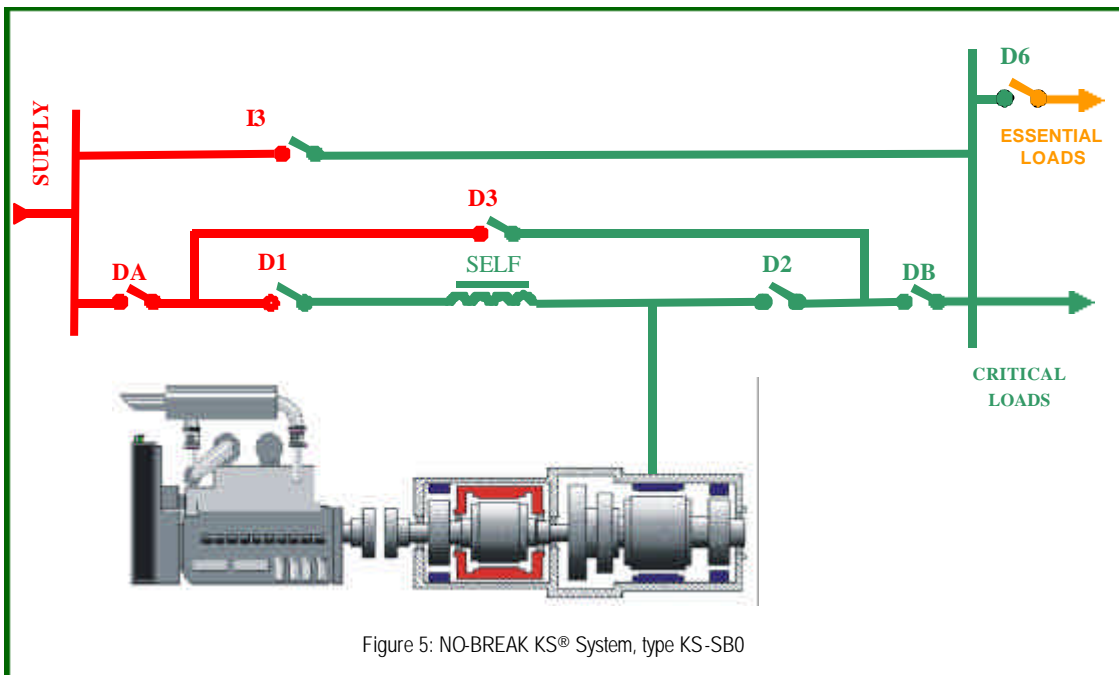 D6
SUPPLY
I3
ESSENTIAL
LOADS
D3
DA
D1
SELF
D2
DB
CRITICAL
LOADS
Figure 5: NO-BREAK KS® System, type KS-SB0